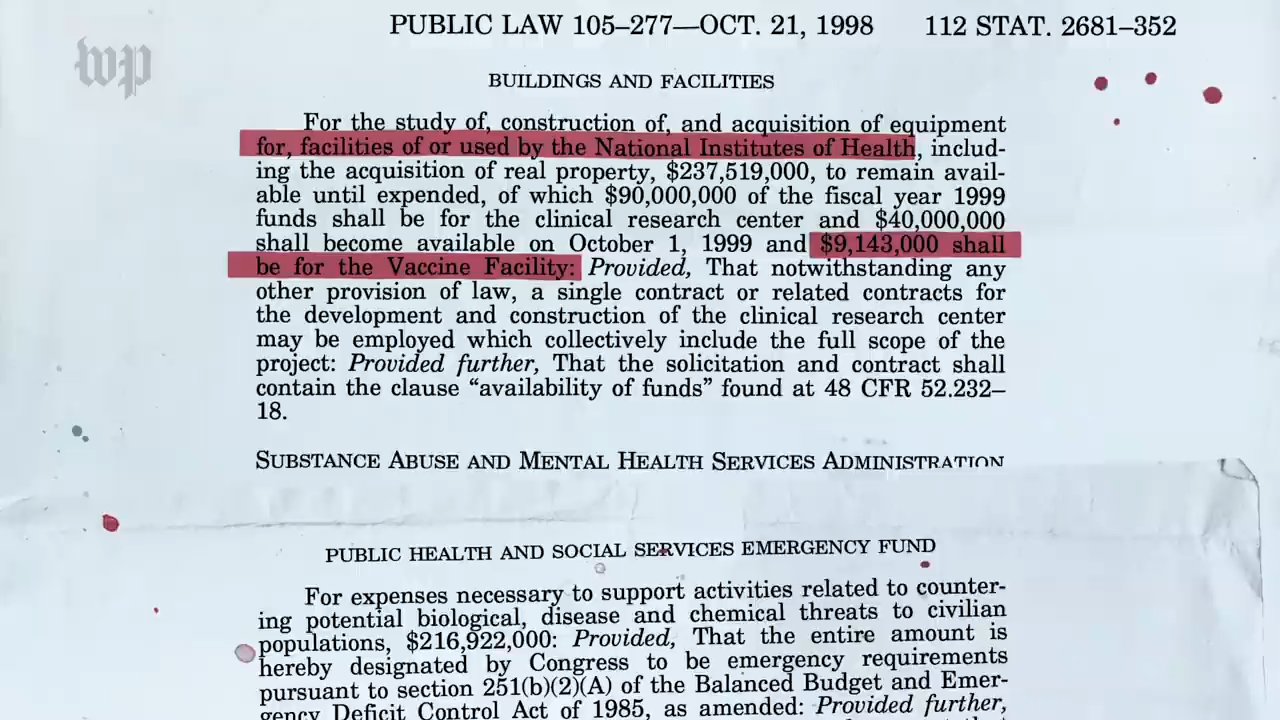 wp
PUBLIC LAW 105–277—OCT. 21, 1998 112 STAT. 2681–352
BUILDINGS AND FACILITIES
For the study of, construction of, and acquisition of equipment
for, facilities of or used by the National Institutes of Health, includ-
ing the acquisition of real property, $237,519,000, to remain avail-
able until expended, of which $90,000,000 of the fiscal year 1999
funds shall be for the clinical research center and $40,000,000
shall become available on October 1, 1999 and $9,143,000 shall
be for the Vaccine Facility: Provided, That notwithstanding any
other provision of law, a single contract or related contracts for
the development and construction of the clinical research center
may be employed which collectively include the full scope of the
project: Provided further, That the solicitation and contract shall
contain the clause “availability of funds” found at 48 CFR 52.232–
18.
SUBSTANCE ABUSE AND MENTAL HEALTH SERVICES ADMINISTRATION
PUBLIC HEALTH AND SOCIAL SERVICES EMERGENCY FUND
For expenses necessary to support activities related to counter-
ing potential biological, disease and chemical threats to civilian
populations, $216,922,000: Provided, That the entire amount is
hereby designated by Congress to be emergency requirements
pursuant to section 251(b)(2)(A) of the Balanced Budget and Emer-
gency Deficit Control Act of 1985, as amended: Provided further,